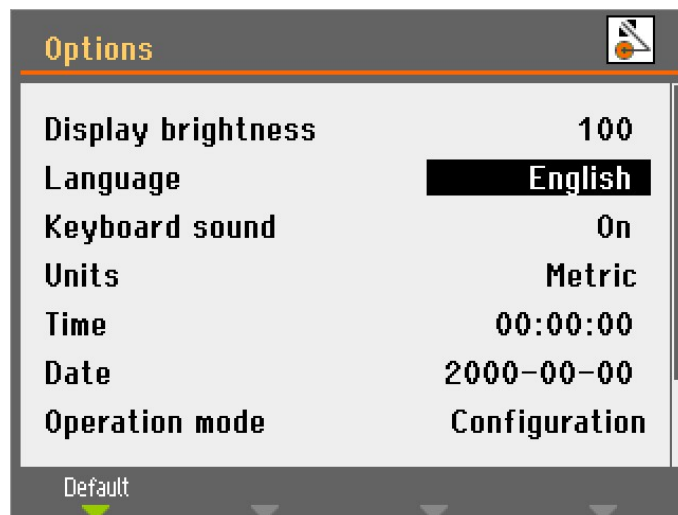 Options
Display brightness 100
Language English
Keyboard sound On
Units Metric
Time 00:00:00
Date 2000-00-00
Operation mode Configuration
Default